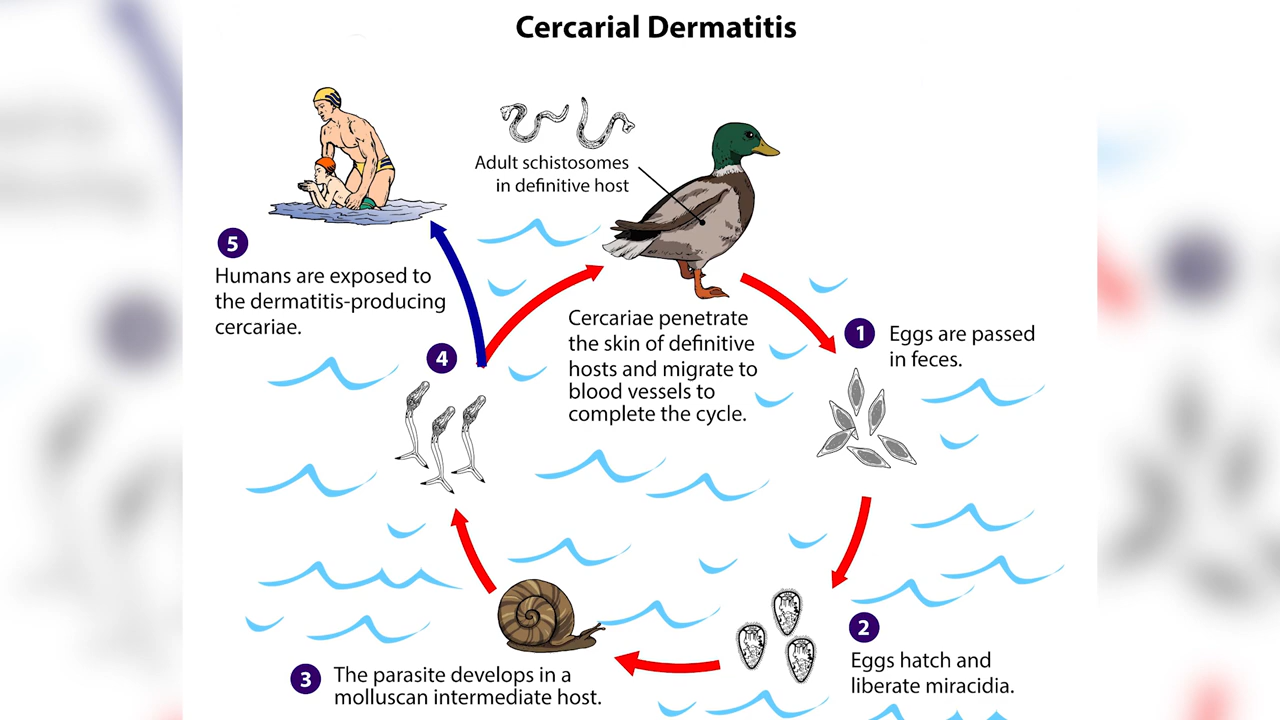 Cercarial Dermatitis
Adult schistosomes
in definitive host
5
Humans are exposed to
the dermatitis-producing
cercariae.
4
Cercariae penetrate
the skin of definitive
hosts and migrate to
blood vessels to
complete the cycle.
1
Eggs are passed
in feces.
2
Eggs hatch and
liberate miracidia.
3
The parasite develops in a
molluscan intermediate host.